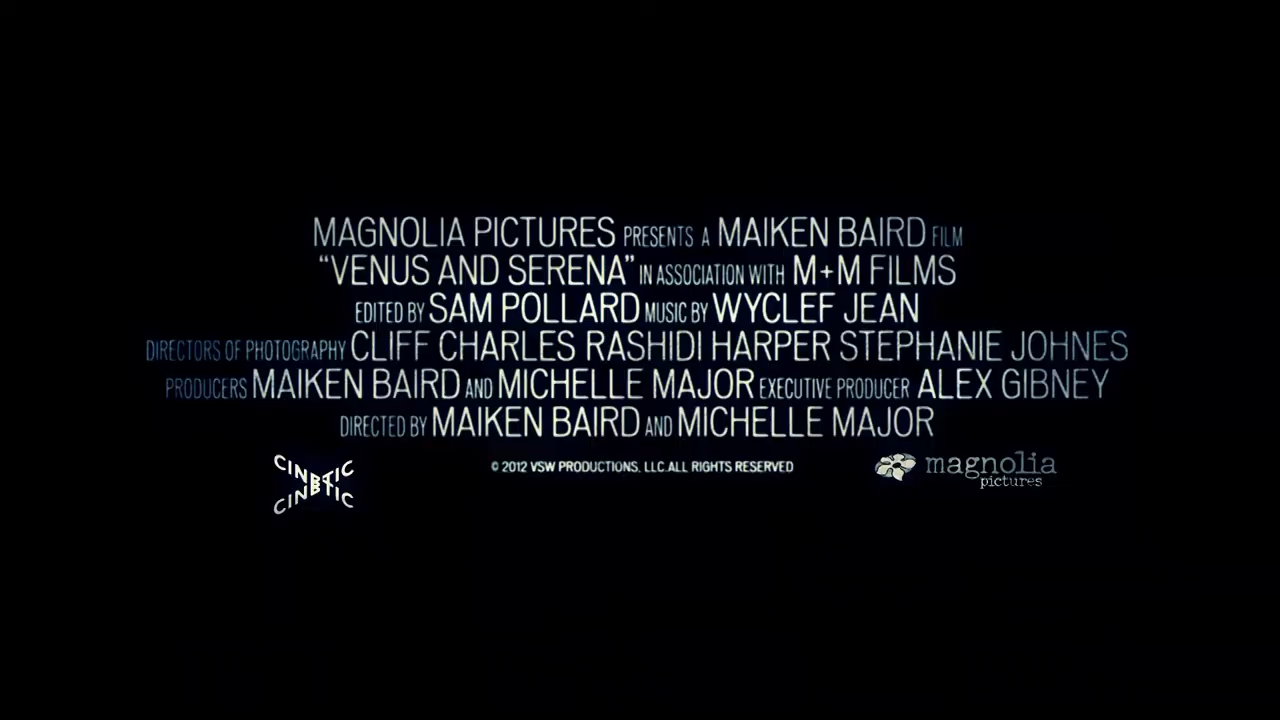 MAGNOLIA PICTURES PRESENTS A MAIKEN BAIRD FILM
“VENUS AND SERENA” IN ASSOCIATION WITH M+M FILMS
EDITED BY SAM POLLARD MUSIC BY WYCLEF JEAN
DIRECTORS OF PHOTOGRAPHY CLIFF CHARLES RASHIDI HARPER STEPHANIE JOHNES
PRODUCERS MAIKEN BAIRD AND MICHELLE MAJOR EXECUTIVE PRODUCER ALEX GIBNEY
DIRECTED BY MAIKEN BAIRD AND MICHELLE MAJOR
© 2012 VSW PRODUCTIONS, LLC.ALL RIGHTS RESERVED
CINETIC
CINETIC
magnolia
pictures